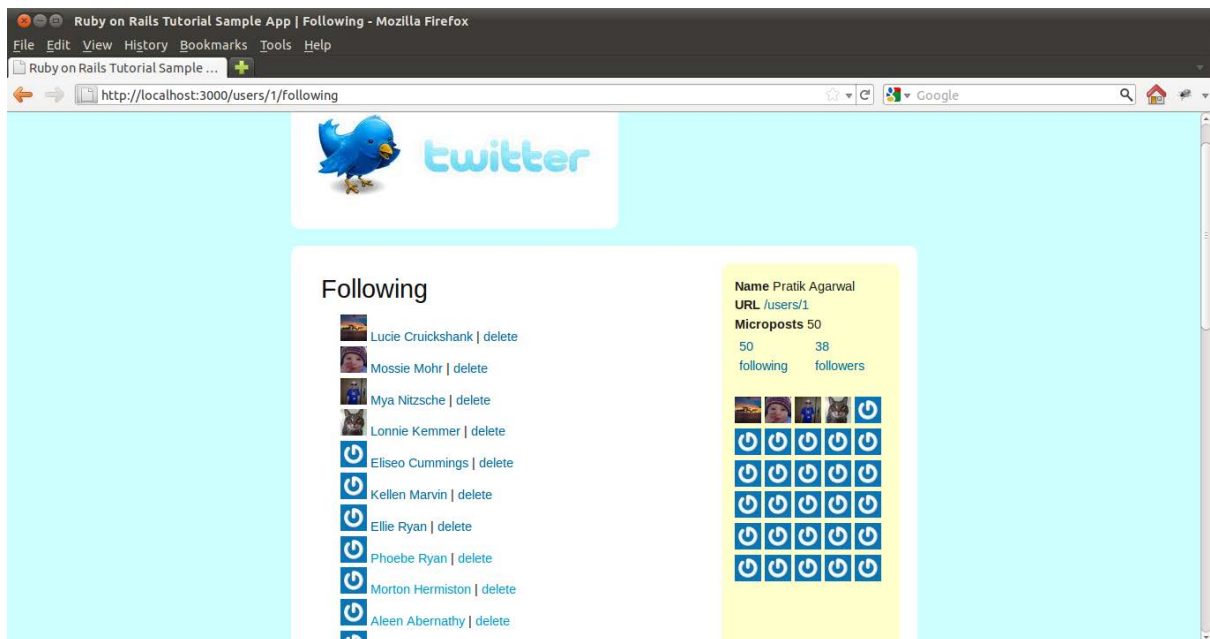 Ruby on Rails Tutorial Sample App | Following - Mozilla Firefox
File Edit View History Bookmarks Tools Help
Ruby on Rails Tutorial Sample ...
http://localhost:3000/users/1/following
Google
twitter
Following
Lucie Cruickshank | delete
Mossie Mohr | delete
Mya Nitzsche | delete
Lonnie Kemmer | delete
Eliseo Cummings | delete
Kellen Marvin | delete
Ellie Ryan | delete
Phoebe Ryan | delete
Morton Hermiston | delete
Aleen Abernathy | delete
Name Pratik Agarwal
URL /users/1
Microposts 50
50 38
following followers